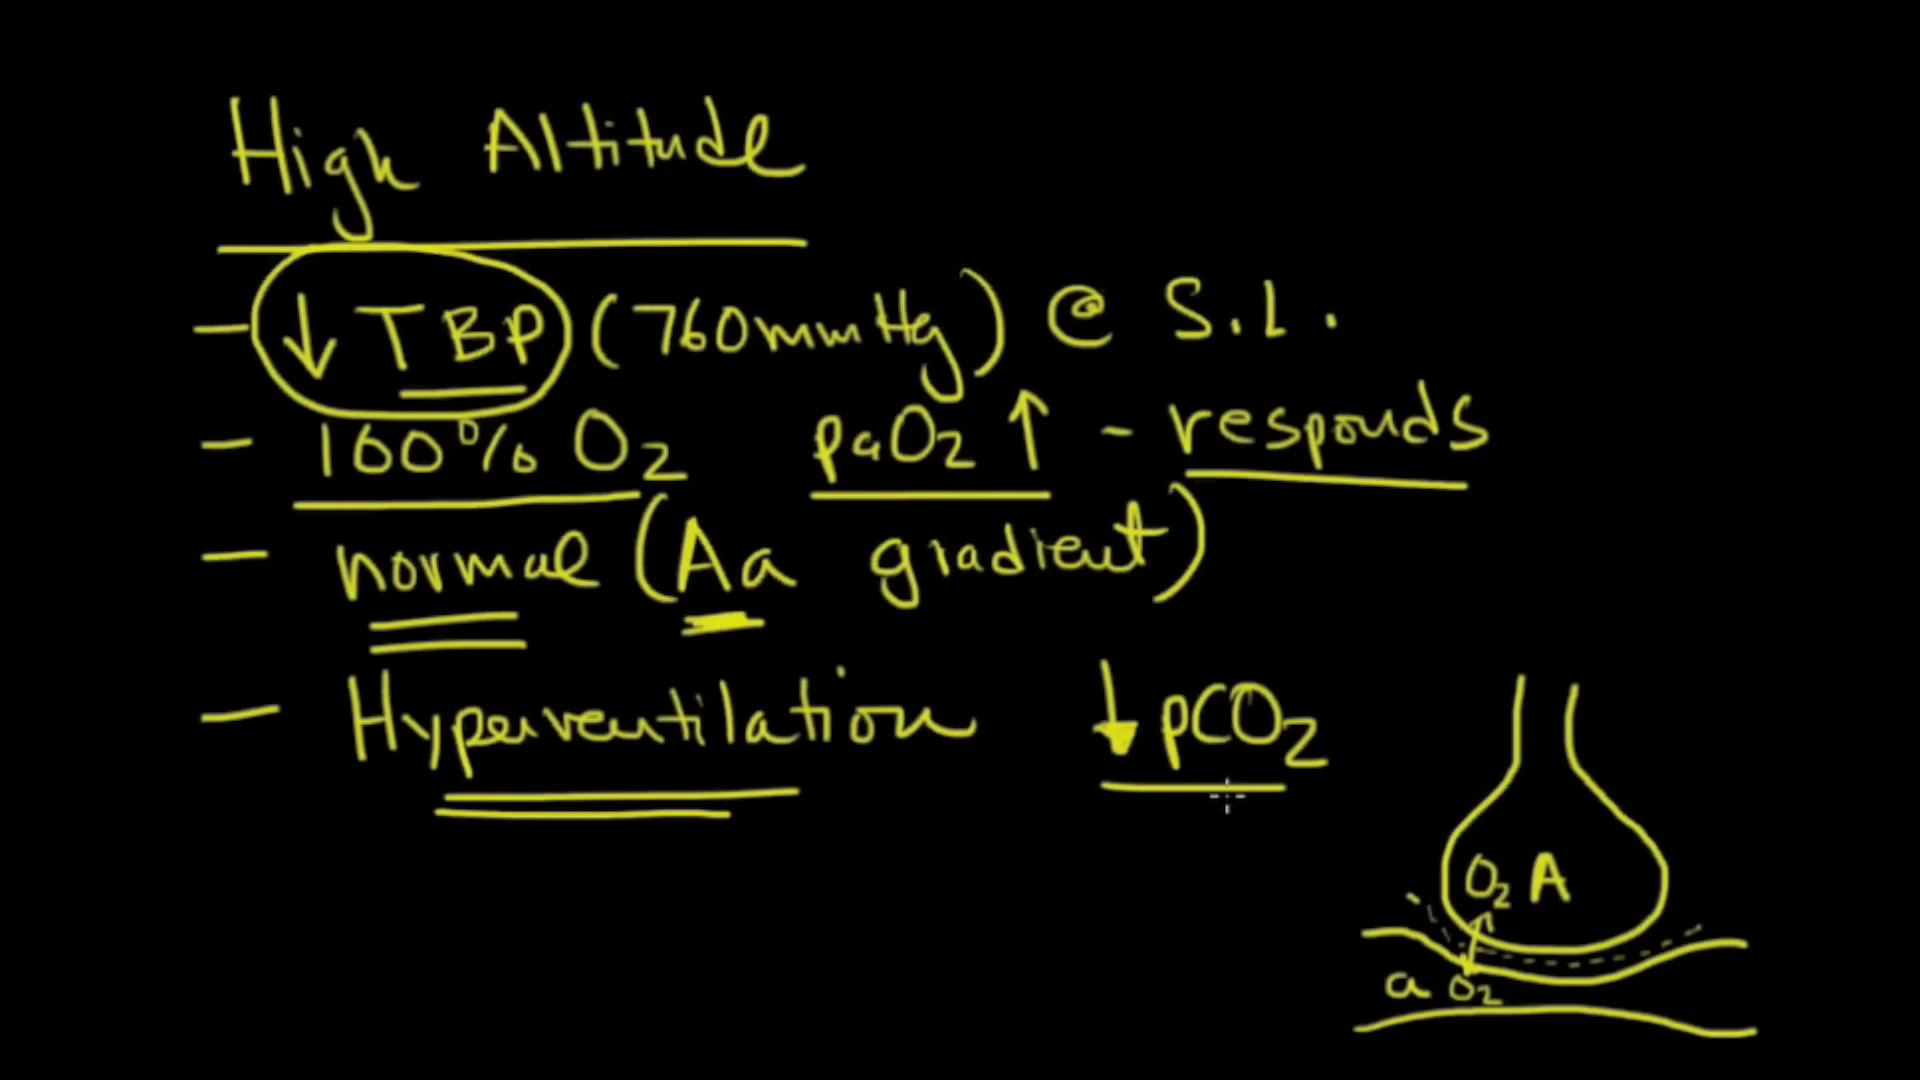 High Altitude
- ↓ TBP (760mmHg) @ S.L.
- 100% O2 paO2 ↑ - responds
- normal (Aa gradient)
- Hyperventilation ↓ pCO2
O2 A
a O2